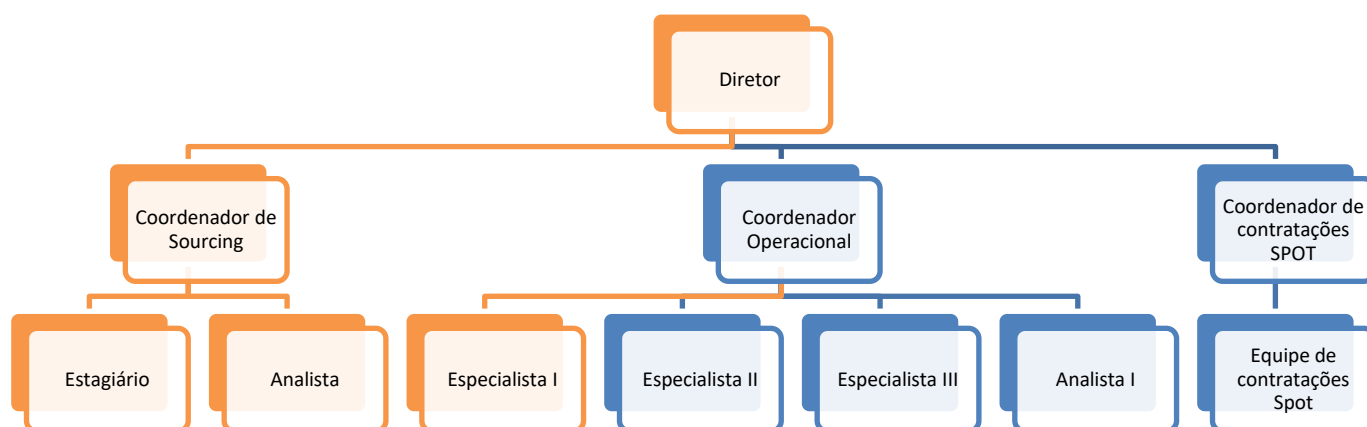 Diretor
Coordenador de
Sourcing
Coordenador
Operacional
Coordenador de
contratações
SPOT
Estagiário
Analista
Especialista I
Especialista II
Especialista III
Analista I
Equipe de
contratações
Spot